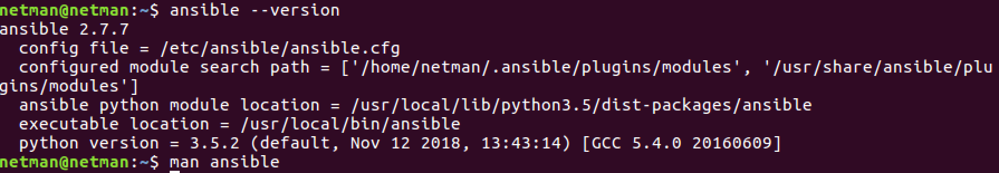 netman@netman:~$ ansible --version
ansible 2.7.7
  config file = /etc/ansible/ansible.cfg
  configured module search path = ['/home/netman/.ansible/plugins/modules', '/usr/share/ansible/plu
gins/modules']
  ansible python module location = /usr/local/lib/python3.5/dist-packages/ansible
  executable location = /usr/local/bin/ansible
  python version = 3.5.2 (default, Nov 12 2018, 13:43:14) [GCC 5.4.0 20160609]
netman@netman:~$ man ansible